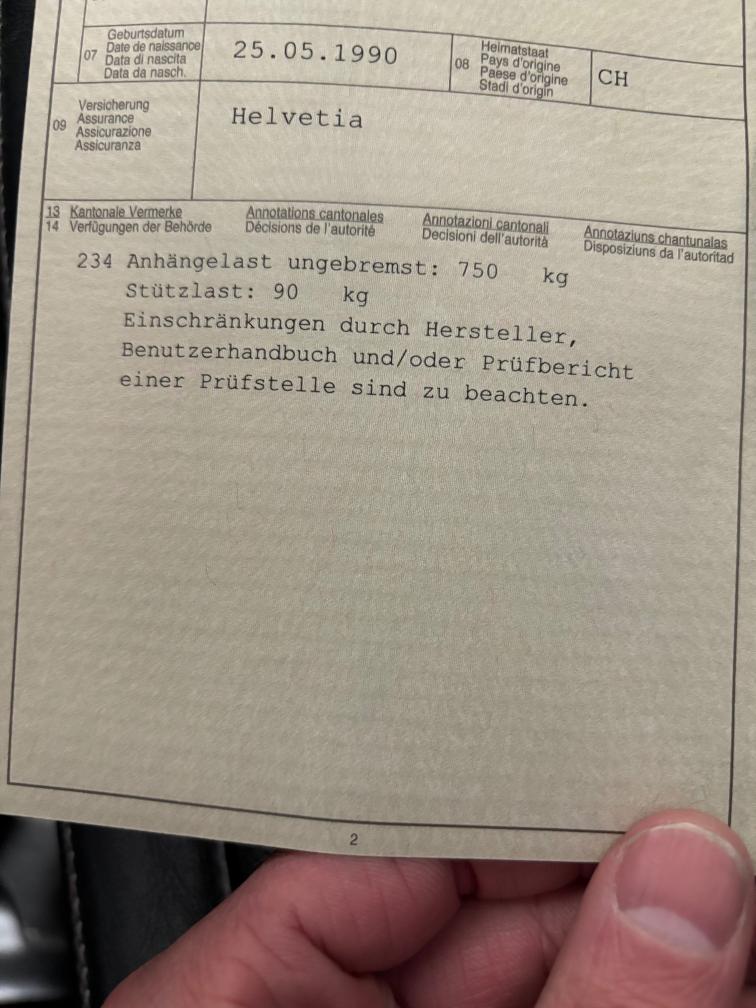 07 Geburtsdatum
Date de naissance
Data di nascita
Data da nasch.
25.05.1990
08 Heimatstaat
Pays d'origine
Paese d'origine
Stadi d'origin
CH
09 Versicherung
Assurance
Assicurazione
Assicuranza
Helvetia
13 Kantonale Vermerke Annotations cantonales Annotazioni cantonali Annotaziuns chantunalas
14 Verfügungen der Behörde Décisions de l'autorité Decisioni dell'autorità Disposiziuns da l'autoritad
234 Anhängelast ungebremst: 750 kg
Stützlast: 90 kg
Einschränkungen durch Hersteller,
Benutzerhandbuch und/oder Prüfbericht
einer Prüfstelle sind zu beachten.
2